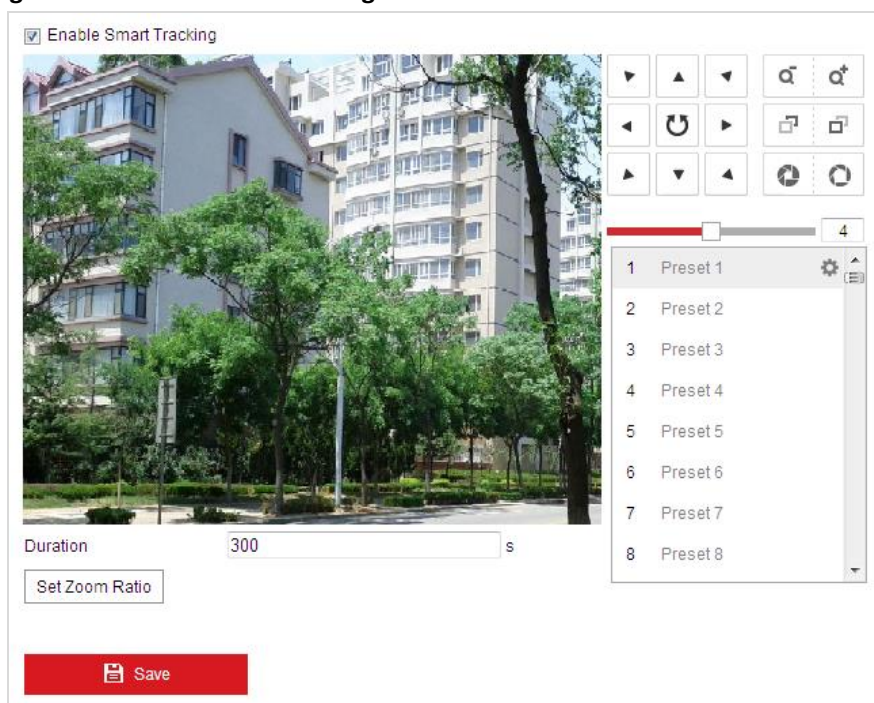 Enable Smart Tracking
4
1 Preset 1
2 Preset 2
3 Preset 3
4 Preset 4
5 Preset 5
6 Preset 6
7 Preset 7
8 Preset 8
Duration 300 s
Set Zoom Ratio
Save